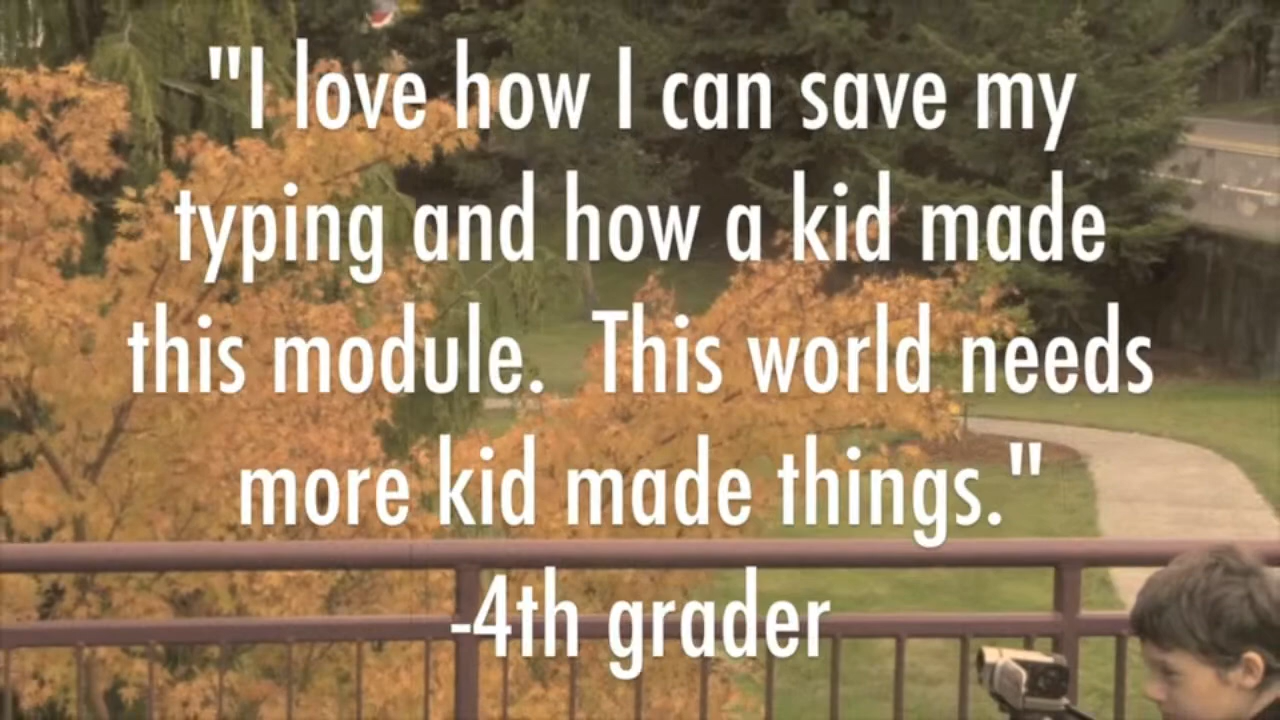 "I love how I can save my
typing and how a kid made
this module.  This world needs
more kid made things."
-4th grader